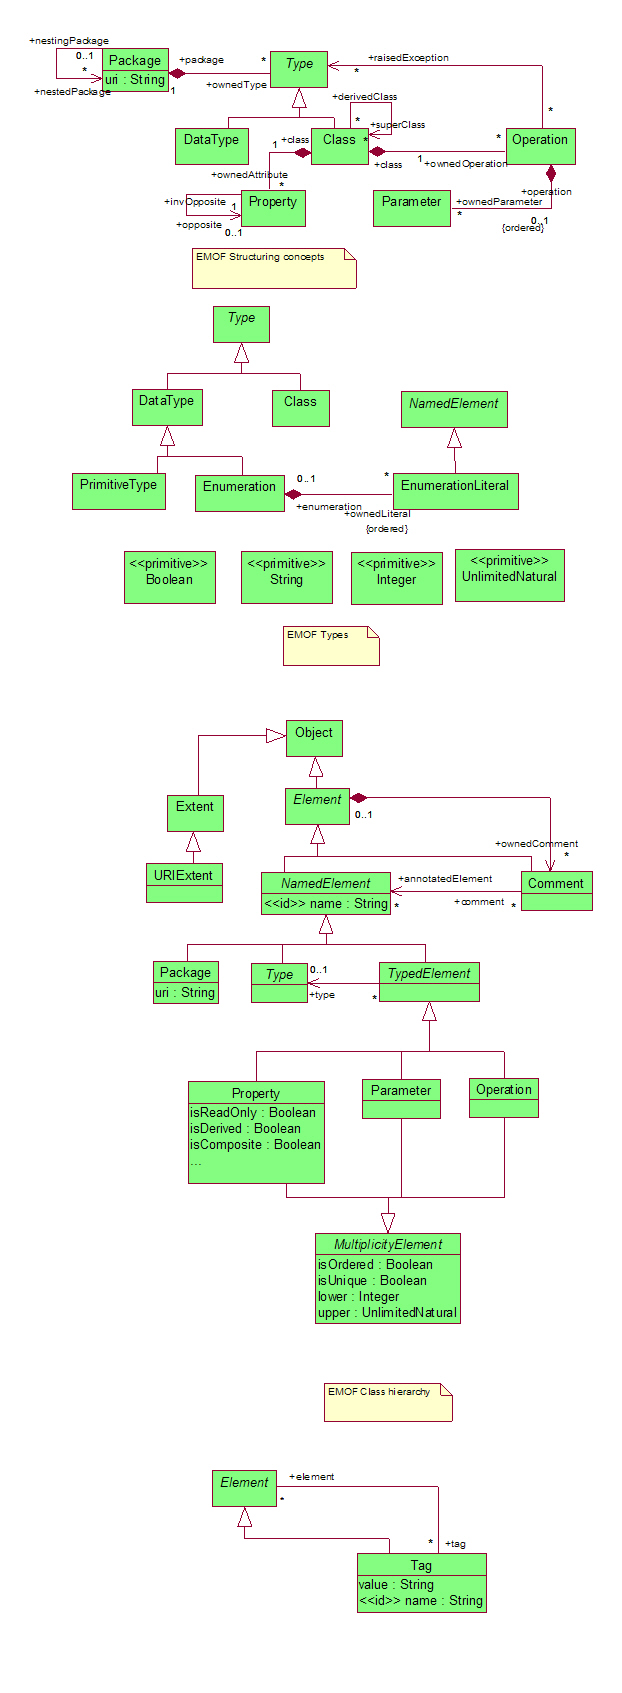 +nestingPackage
0..1
Package
uri : String
*
+nestedPackage
1
+package
*
+ownedType
Type
+raisedException
*
+derivedClass
*
+superClass
*
DataType
Class
+class
1
+ownedAttribute
*
+class
1
+ownedOperation
*
Operation
*
+operation
0..1
{ordered}
Parameter
+ownedParameter
*
+invOpposite
1
+opposite
0..1
Property
EMOF Structuring concepts
Type
DataType
Class
NamedElement
PrimitiveType
Enumeration
0..1
+enumeration
*
+ownedLiteral
{ordered}
EnumerationLiteral
<<primitive>>
Boolean
<<primitive>>
String
<<primitive>>
Integer
<<primitive>>
UnlimitedNatural
EMOF Types
Object
Extent
Element
0..1
+ownedComment
*
URIExtent
NamedElement
<<id>> name : String
+annotatedElement
*
+comment
*
Comment
Package
uri : String
Type
0..1
+type
*
TypedElement
Property
isReadOnly : Boolean
isDerived : Boolean
isComposite : Boolean
...
Parameter
Operation
MultiplicityElement
isOrdered : Boolean
isUnique : Boolean
lower : Integer
upper : UnlimitedNatural
EMOF Class hierarchy
Element
+element
*
*
+tag
Tag
value : String
<<id>> name : String